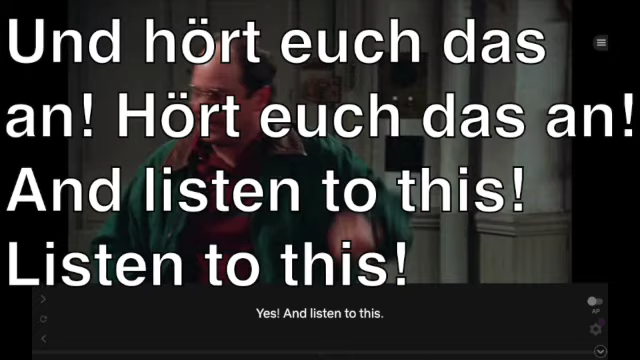 Und hört euch das
an! Hört euch das an!
And listen to this!
Listen to this!
Yes! And listen to this.
AP